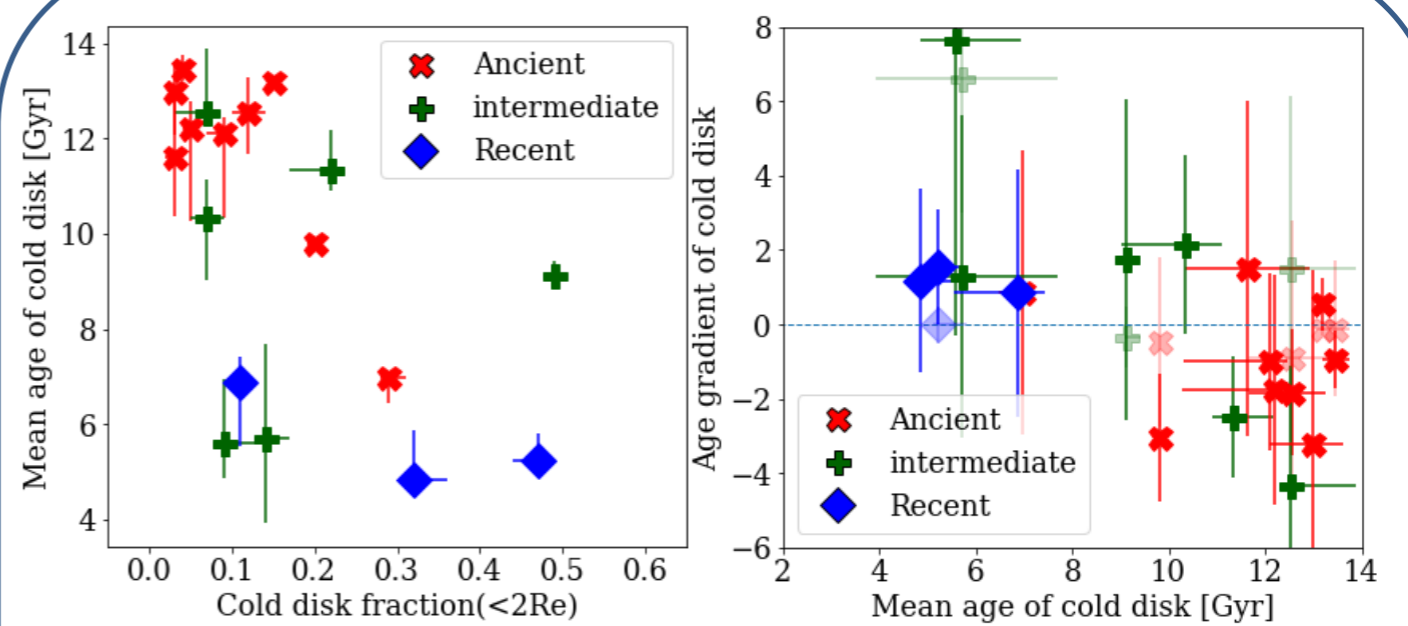 Mean age of cold disk [Gyr]
14
12
10
8
6
4
Ancient
intermediate
Recent
0.0 0.1 0.2 0.3 0.4 0.5 0.6
Cold disk fraction(<2Re)
Age gradient of cold disk
8
6
4
2
0
−2
−4
−6
Ancient
intermediate
Recent
2 4 6 8 10 12 14
Mean age of cold disk [Gyr]